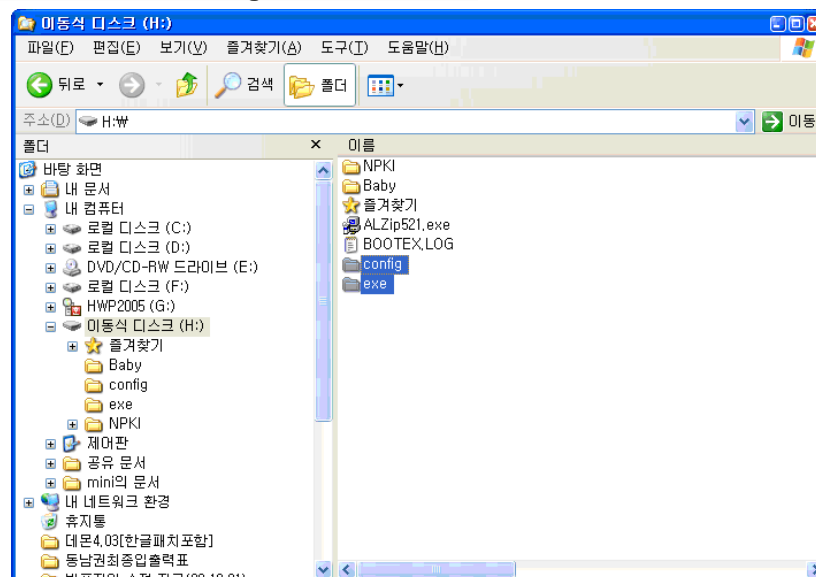 이동식 디스크 (H:)
파일(F) 편집(E) 보기(V) 즐겨찾기(A) 도구(T) 도움말(H)
뒤로 검색 폴더
주소(D) H:₩ 이동
폴더 × 이름
바탕 화면
내 문서
내 컴퓨터
로컬 디스크 (C:)
로컬 디스크 (D:)
DVD/CD-RW 드라이브 (E:)
로컬 디스크 (F:)
HWP2005 (G:)
이동식 디스크 (H:)
즐겨찾기
Baby
config
exe
NPKI
제어판
공유 문서
mini의 문서
내 네트워크 환경
휴지통
데몬4,03[한글패치포함]
동남권최종입출력표
NPKI
Baby
즐겨찾기
ALZip521,exe
BOOTEX,LOG
config
exe